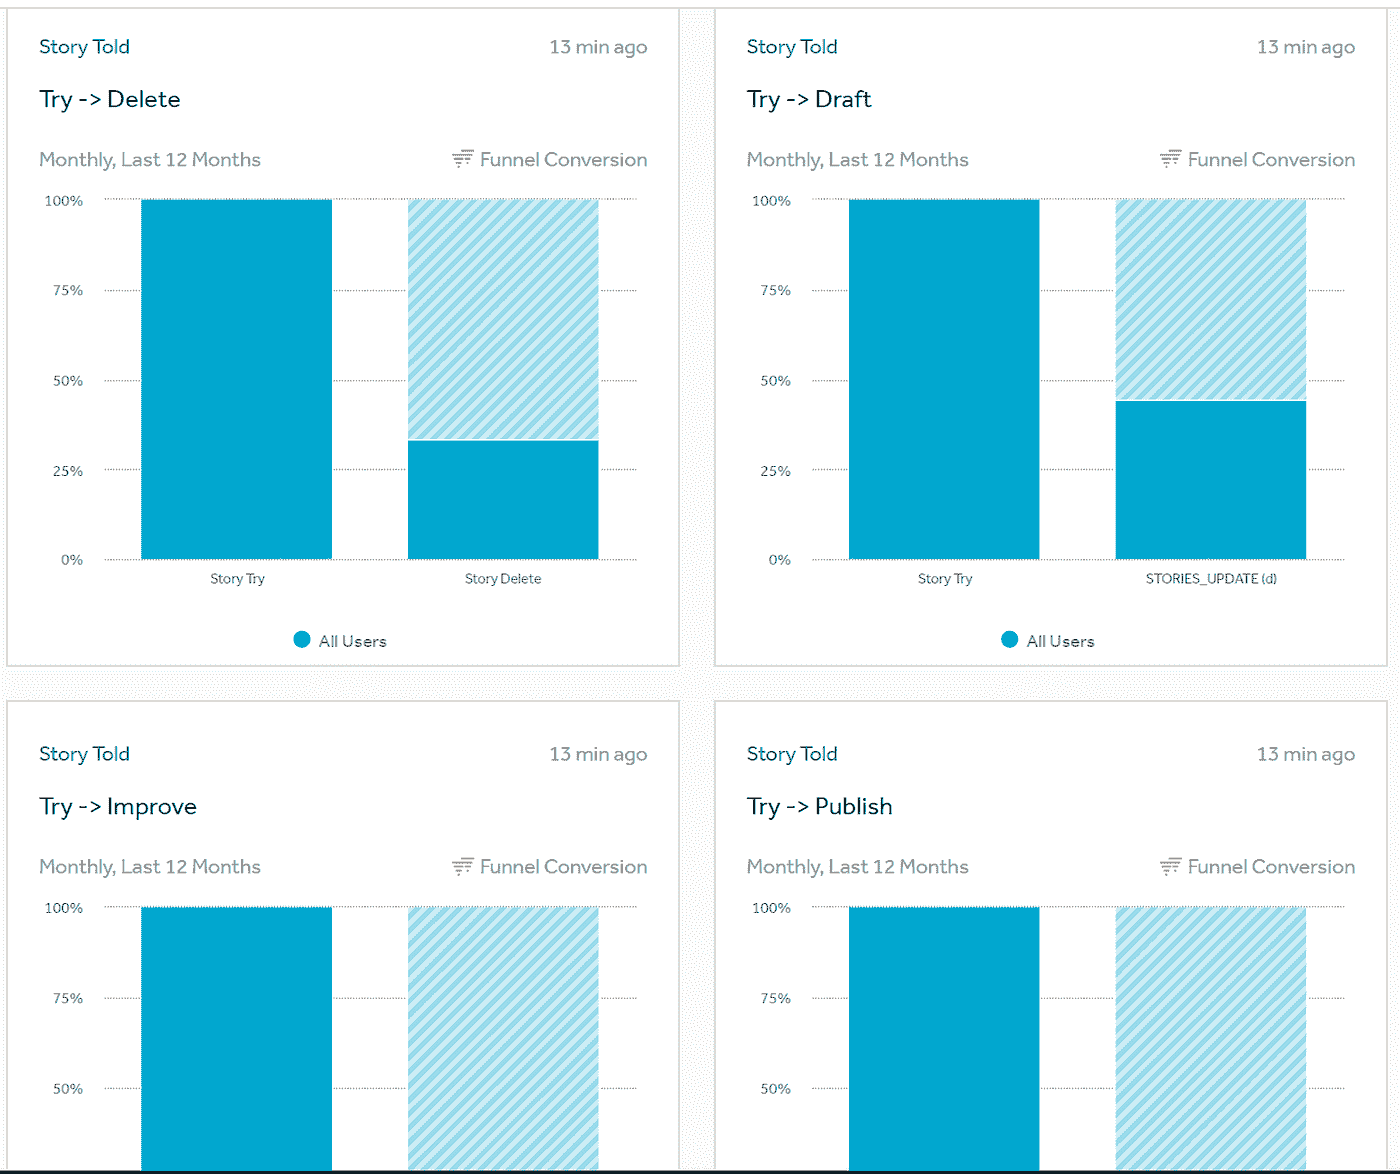 Story Told 13 min ago
Try -> Delete
Monthly, Last 12 Months Funnel Conversion
100%
75%
50%
25%
0%
Story Try Story Delete
All Users
Story Told 13 min ago
Try -> Draft
Monthly, Last 12 Months Funnel Conversion
100%
75%
50%
25%
0%
Story Try STORIES_UPDATE (d)
All Users
Story Told 13 min ago
Try -> Improve
Monthly, Last 12 Months Funnel Conversion
100%
75%
50%
Story Told 13 min ago
Try -> Publish
Monthly, Last 12 Months Funnel Conversion
100%
75%
50%